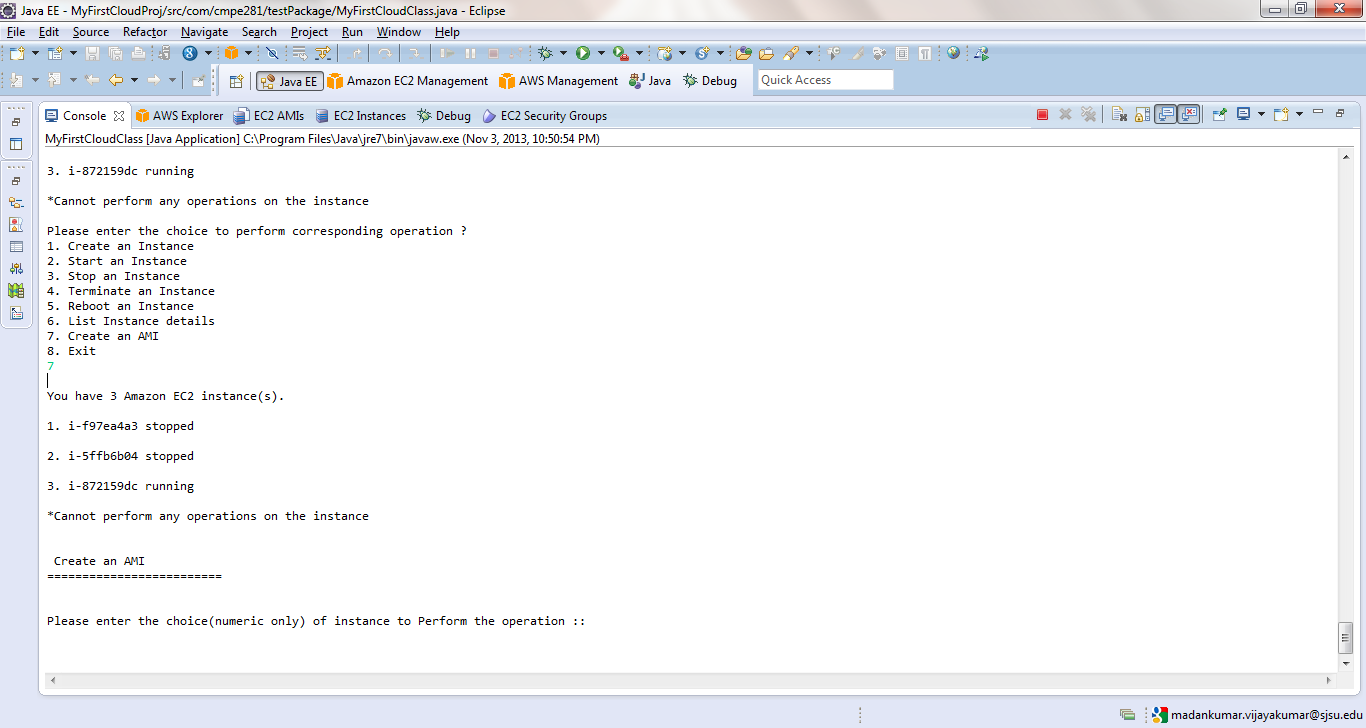 Java EE - MyFirstCloudProj/src/com/cmpe281/testPackage/MyFirstCloudClass.java - Eclipse
File Edit Source Refactor Navigate Search Project Run Window Help
Java EE Amazon EC2 Management AWS Management Java Debug Quick Access
Console AWS Explorer EC2 AMIs EC2 Instances Debug EC2 Security Groups
MyFirstCloudClass [Java Application] C:\Program Files\Java\jre7\bin\javaw.exe (Nov 3, 2013, 10:50:54 PM)
3. i-872159dc running
*Cannot perform any operations on the instance
Please enter the choice to perform corresponding operation ?
1. Create an Instance
2. Start an Instance
3. Stop an Instance
4. Terminate an Instance
5. Reboot an Instance
6. List Instance details
7. Create an AMI
8. Exit
7
You have 3 Amazon EC2 instance(s).
1. i-f97ea4a3 stopped
2. i-5ffb6b04 stopped
3. i-872159dc running
*Cannot perform any operations on the instance
Create an AMI
=========================
Please enter the choice(numeric only) of instance to Perform the operation ::
madankumar.vijayakumar@sjsu.edu